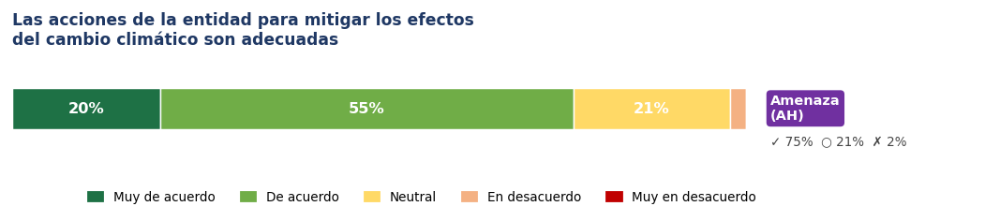 Las acciones de la entidad para mitigar los efectos
del cambio climático son adecuadas
20% 55% 21%
Amenaza
(AH)
✓ 75% ○ 21% ✗ 2%
Muy de acuerdo De acuerdo Neutral En desacuerdo Muy en desacuerdo